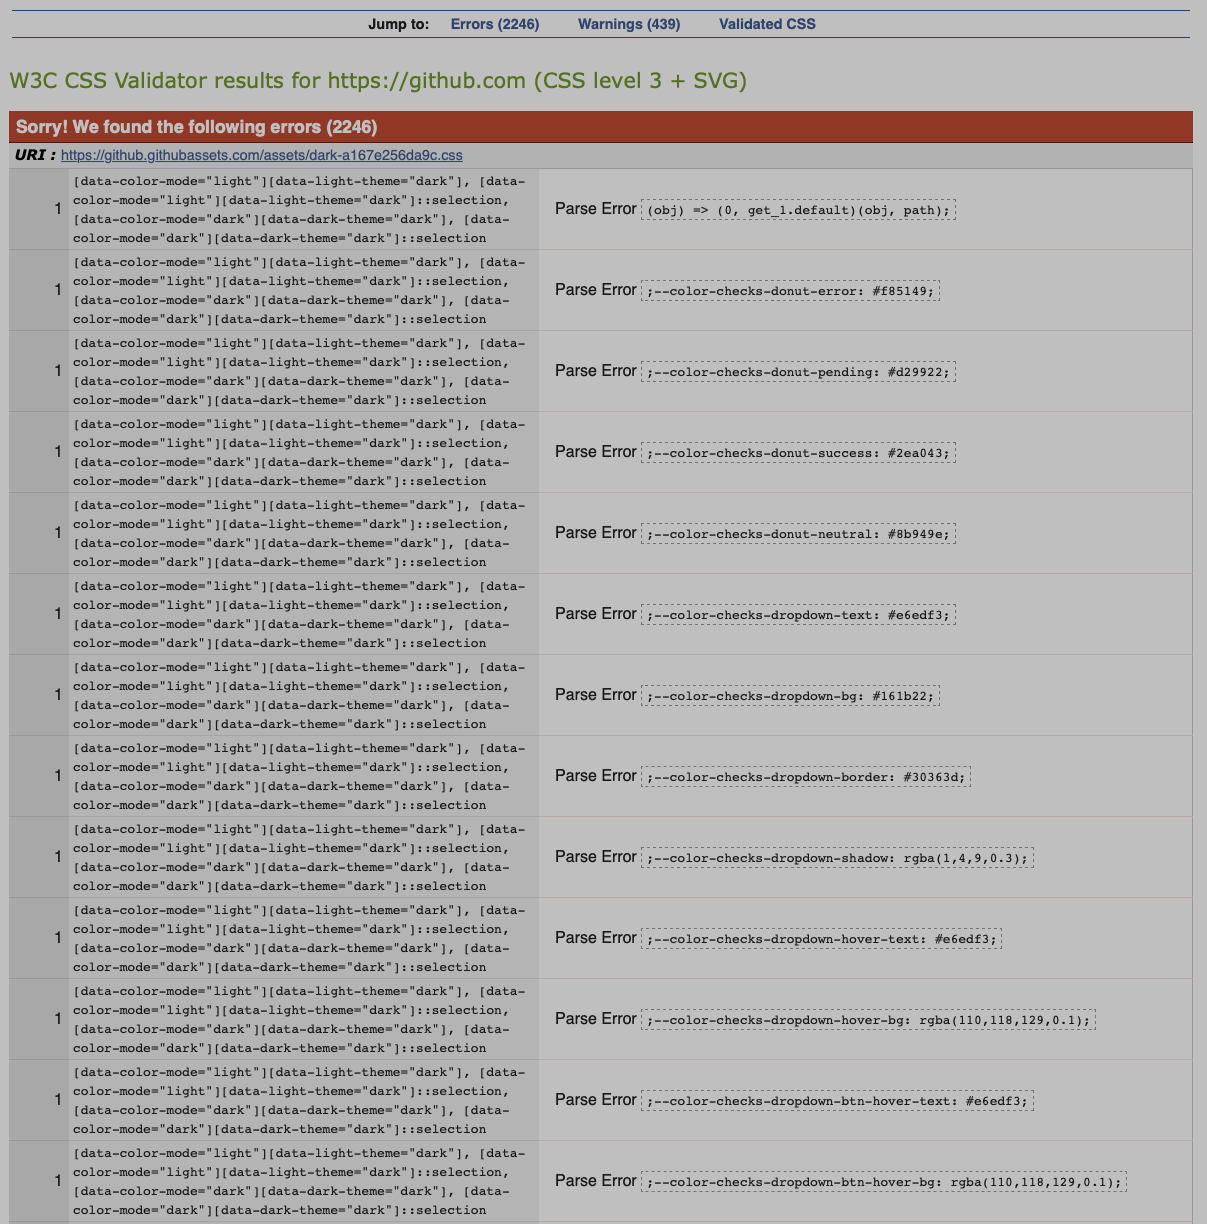 Jump to: Errors (2246) Warnings (439) Validated CSS
W3C CSS Validator results for https://github.com (CSS level 3 + SVG)
Sorry! We found the following errors (2246)
URI : https://github.githubassets.com/assets/dark-a167e256da9c.css
[data-color-mode="light"][data-light-theme="dark"], [data-
color-mode="light"][data-light-theme="dark"]::selection,
1 [data-color-mode="dark"][data-dark-theme="dark"], [data- Parse Error (obj) => (0, get_1.default)(obj, path);
color-mode="dark"][data-dark-theme="dark"]::selection
[data-color-mode="light"][data-light-theme="dark"], [data-
color-mode="light"][data-light-theme="dark"]::selection,
1 [data-color-mode="dark"][data-dark-theme="dark"], [data- Parse Error ;--color-checks-donut-error: #f85149;
color-mode="dark"][data-dark-theme="dark"]::selection
[data-color-mode="light"][data-light-theme="dark"], [data-
color-mode="light"][data-light-theme="dark"]::selection,
1 [data-color-mode="dark"][data-dark-theme="dark"], [data- Parse Error ;--color-checks-donut-pending: #d29922;
color-mode="dark"][data-dark-theme="dark"]::selection
[data-color-mode="light"][data-light-theme="dark"], [data-
color-mode="light"][data-light-theme="dark"]::selection,
1 [data-color-mode="dark"][data-dark-theme="dark"], [data- Parse Error ;--color-checks-donut-success: #2ea043;
color-mode="dark"][data-dark-theme="dark"]::selection
[data-color-mode="light"][data-light-theme="dark"], [data-
color-mode="light"][data-light-theme="dark"]::selection,
1 [data-color-mode="dark"][data-dark-theme="dark"], [data- Parse Error ;--color-checks-donut-neutral: #8b949e;
color-mode="dark"][data-dark-theme="dark"]::selection
[data-color-mode="light"][data-light-theme="dark"], [data-
color-mode="light"][data-light-theme="dark"]::selection,
1 [data-color-mode="dark"][data-dark-theme="dark"], [data- Parse Error ;--color-checks-dropdown-text: #e6edf3;
color-mode="dark"][data-dark-theme="dark"]::selection
[data-color-mode="light"][data-light-theme="dark"], [data-
color-mode="light"][data-light-theme="dark"]::selection,
1 [data-color-mode="dark"][data-dark-theme="dark"], [data- Parse Error ;--color-checks-dropdown-bg: #161b22;
color-mode="dark"][data-dark-theme="dark"]::selection
[data-color-mode="light"][data-light-theme="dark"], [data-
color-mode="light"][data-light-theme="dark"]::selection,
1 [data-color-mode="dark"][data-dark-theme="dark"], [data- Parse Error ;--color-checks-dropdown-border: #30363d;
color-mode="dark"][data-dark-theme="dark"]::selection
[data-color-mode="light"][data-light-theme="dark"], [data-
color-mode="light"][data-light-theme="dark"]::selection,
1 [data-color-mode="dark"][data-dark-theme="dark"], [data- Parse Error ;--color-checks-dropdown-shadow: rgba(1,4,9,0.3);
color-mode="dark"][data-dark-theme="dark"]::selection
[data-color-mode="light"][data-light-theme="dark"], [data-
color-mode="light"][data-light-theme="dark"]::selection,
1 [data-color-mode="dark"][data-dark-theme="dark"], [data- Parse Error ;--color-checks-dropdown-hover-text: #e6edf3;
color-mode="dark"][data-dark-theme="dark"]::selection
[data-color-mode="light"][data-light-theme="dark"], [data-
color-mode="light"][data-light-theme="dark"]::selection,
1 [data-color-mode="dark"][data-dark-theme="dark"], [data- Parse Error ;--color-checks-dropdown-hover-bg: rgba(110,118,129,0.1);
color-mode="dark"][data-dark-theme="dark"]::selection
[data-color-mode="light"][data-light-theme="dark"], [data-
color-mode="light"][data-light-theme="dark"]::selection,
1 [data-color-mode="dark"][data-dark-theme="dark"], [data- Parse Error ;--color-checks-dropdown-btn-hover-text: #e6edf3;
color-mode="dark"][data-dark-theme="dark"]::selection
[data-color-mode="light"][data-light-theme="dark"], [data-
color-mode="light"][data-light-theme="dark"]::selection,
1 [data-color-mode="dark"][data-dark-theme="dark"], [data- Parse Error ;--color-checks-dropdown-btn-hover-bg: rgba(110,118,129,0.1);
color-mode="dark"][data-dark-theme="dark"]::selection